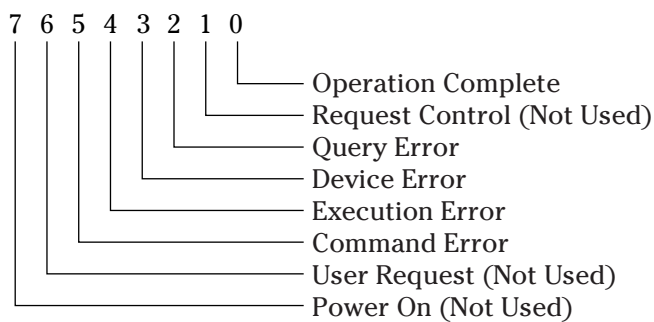 7 6 5 4 3 2 1 0
Operation Complete
Request Control (Not Used)
Query Error
Device Error
Execution Error
Command Error
User Request (Not Used)
Power On (Not Used)